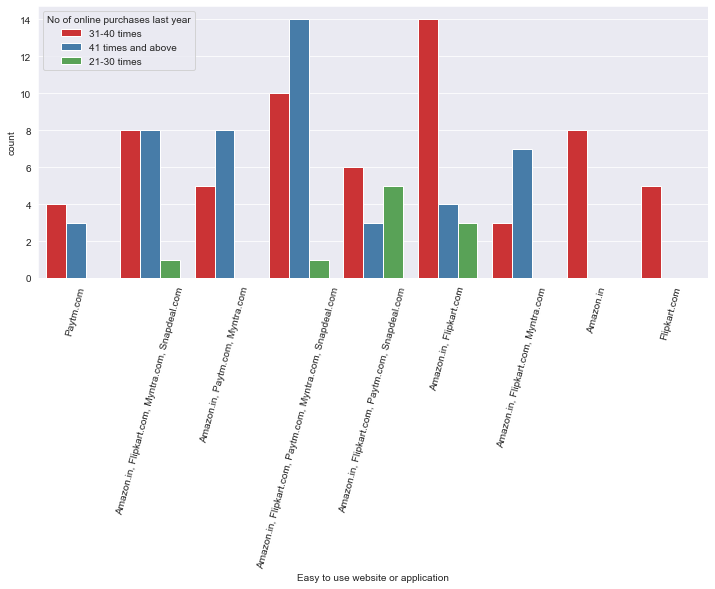 No of online purchases last year
31-40 times
41 times and above
21-30 times
14
12
10
8
6
4
2
0
count
Paytm.com
Amazon.in, Flipkart.com, Myntra.com, Snapdeal.com
Amazon.in, Paytm.com, Myntra.com
Amazon.in, Flipkart.com, Paytm.com, Myntra.com, Snapdeal.com
Amazon.in, Flipkart.com, Paytm.com, Snapdeal.com
Amazon.in, Flipkart.com
Amazon.in, Flipkart.com, Myntra.com
Amazon.in
Flipkart.com
Easy to use website or application